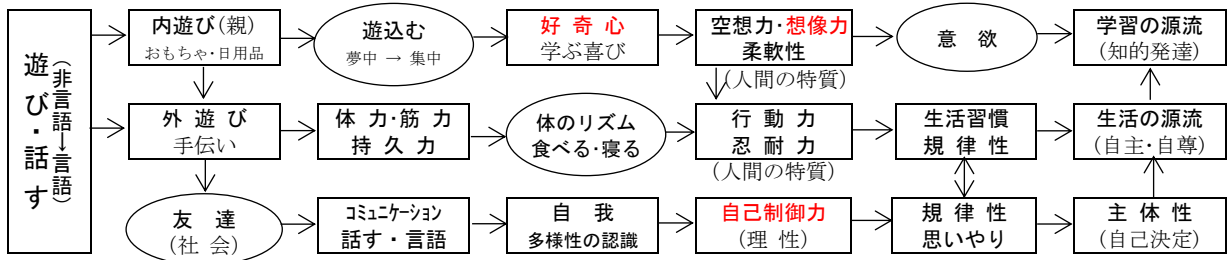 遊び・話す
(非言語→言語)
内遊び(親)
おもちゃ・日用品
遊込む
夢中 → 集中
好 奇 心
学ぶ喜び
空想力・想像力
柔軟性
(人間の特質)
意 欲
学習の源流
(知的発達)
外 遊 び
手伝い
体 力・筋 力
持 久 力
体のリズム
食べる・寝る
行 動 力
忍 耐 力
(人間の特質)
生活習慣
規 律 性
生活の源流
(自主・自尊)
友 達
(社 会)
コミュニケーション
話す・言語
自 我
多様性の認識
自己制御力
(理 性)
規 律 性
思いやり
主 体 性
(自己決定)